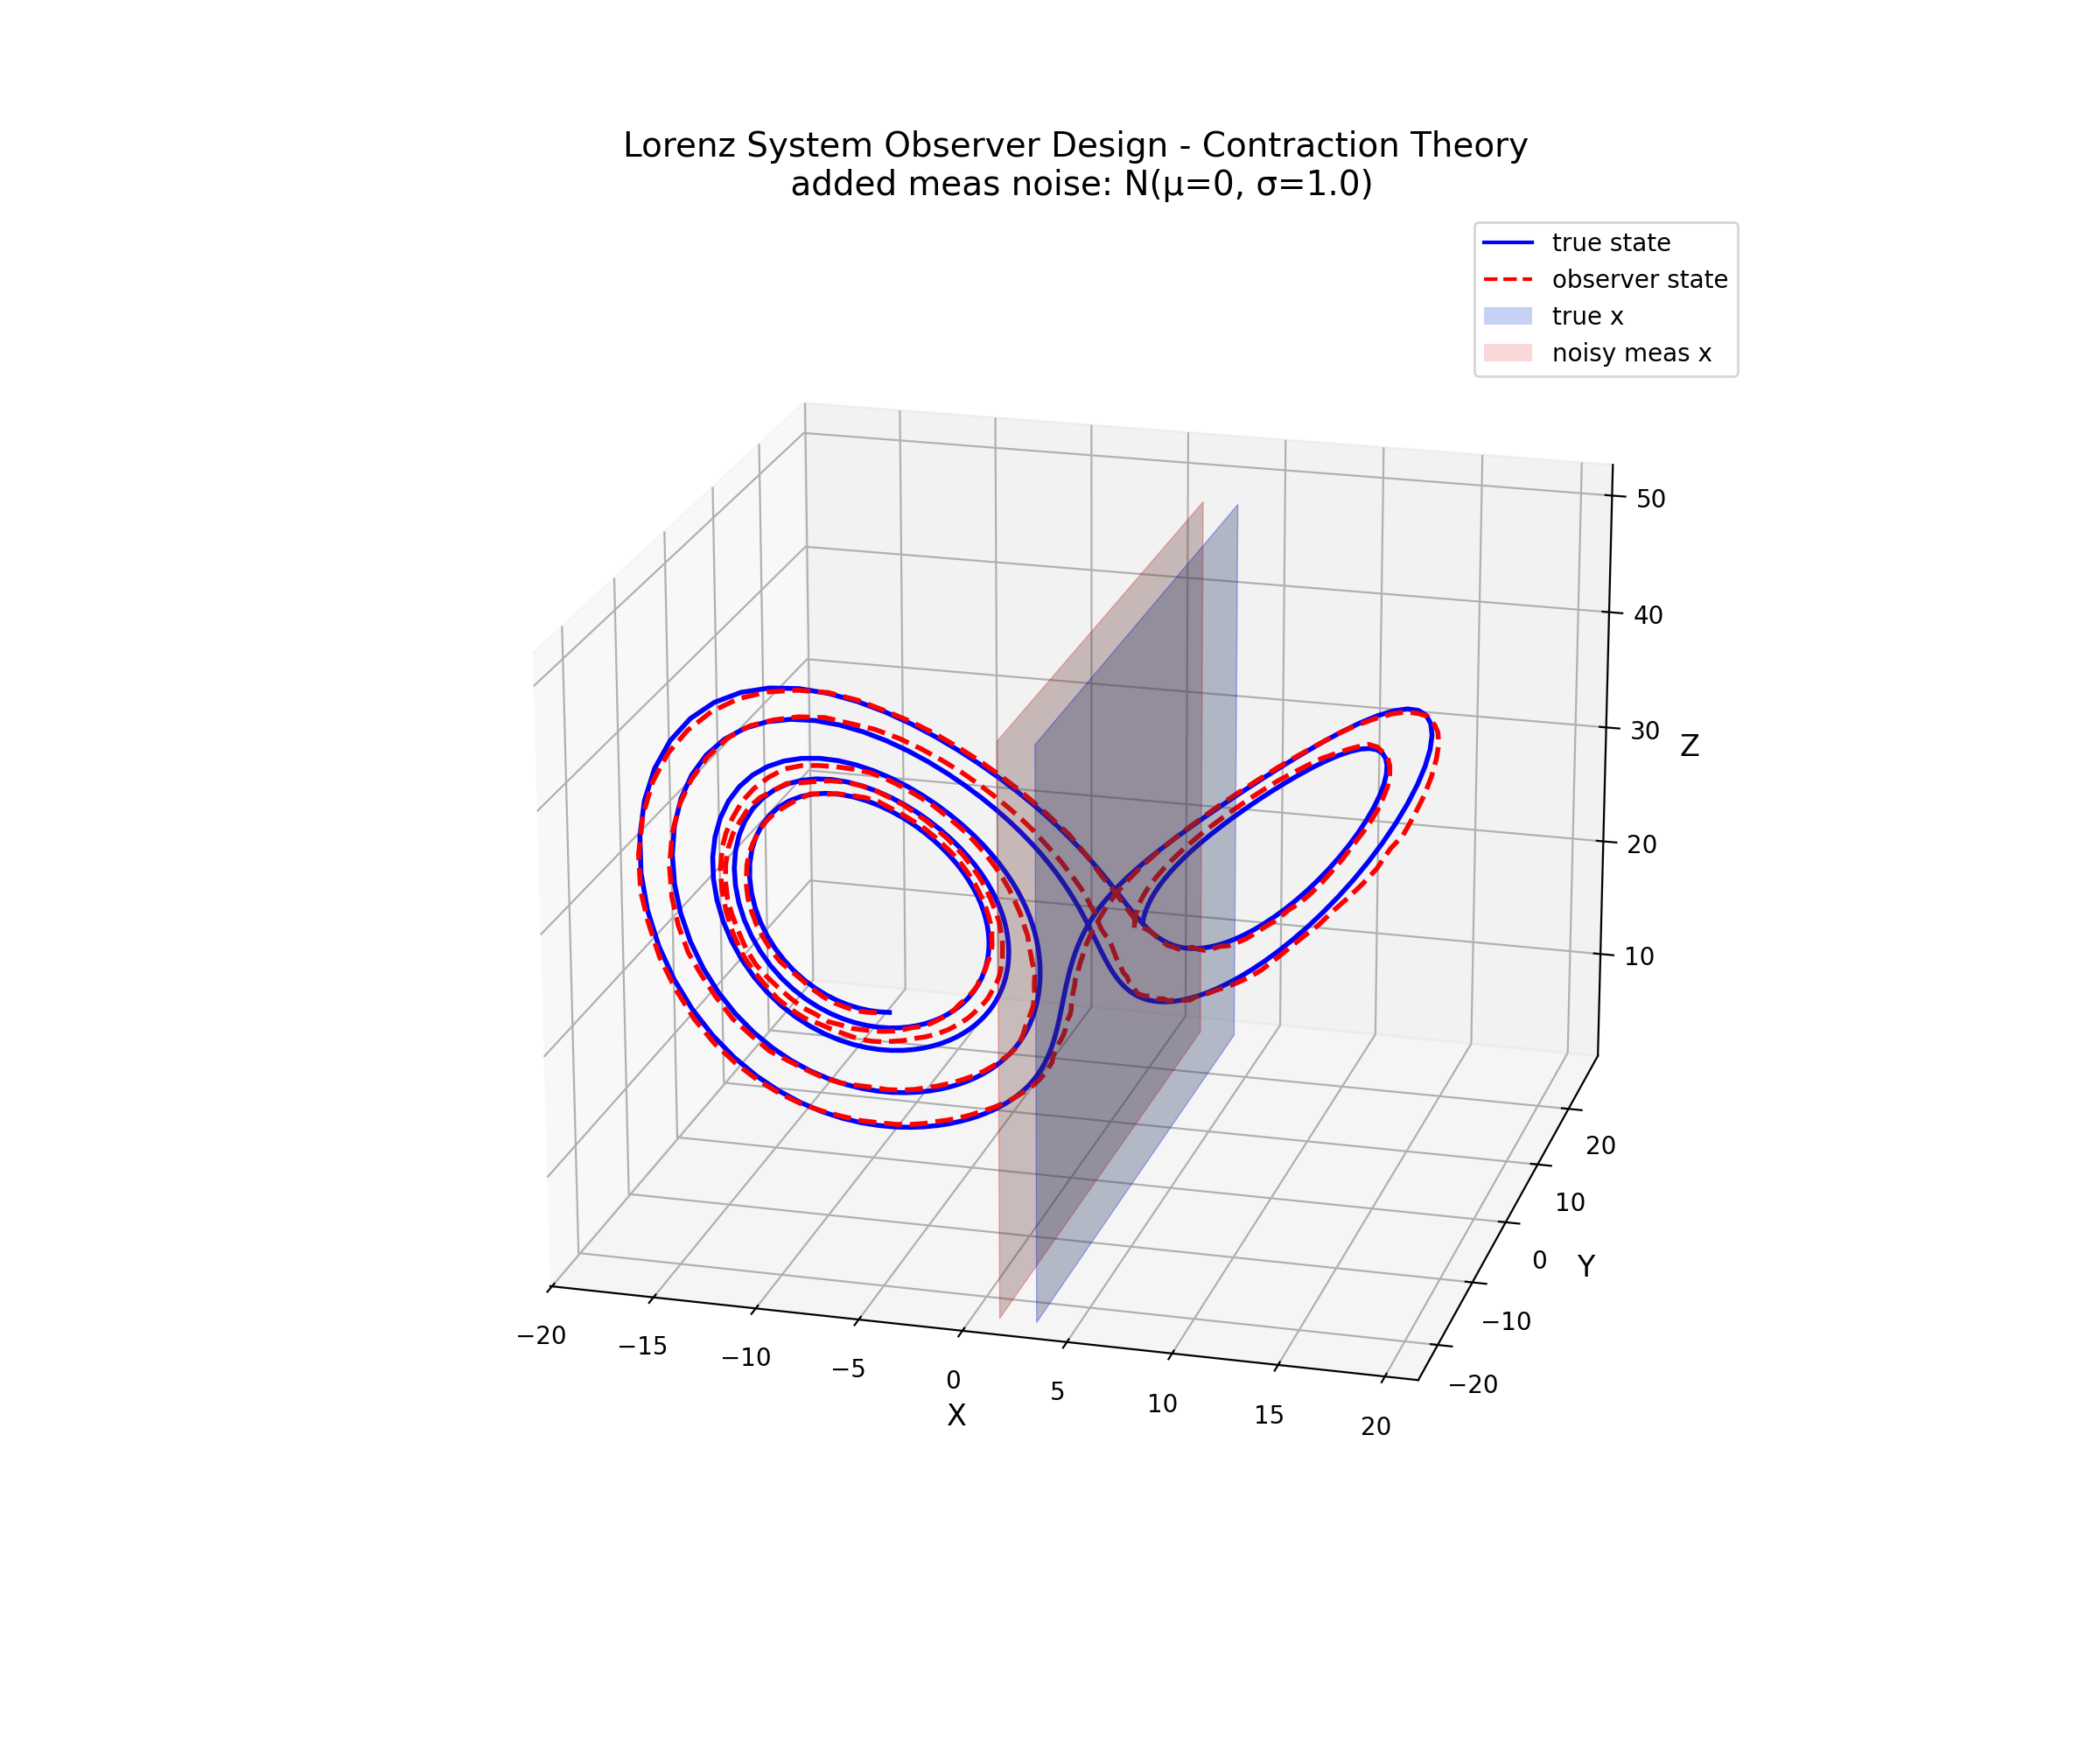 Lorenz System Observer Design - Contraction Theory
added meas noise: N(μ=0, σ=1.0)
true state
observer state
true x
noisy meas x
50
40
30
Z
20
10
20
10
0
Y
−10
−20
−20
−15
−10
−5
0
5
10
15
20
X